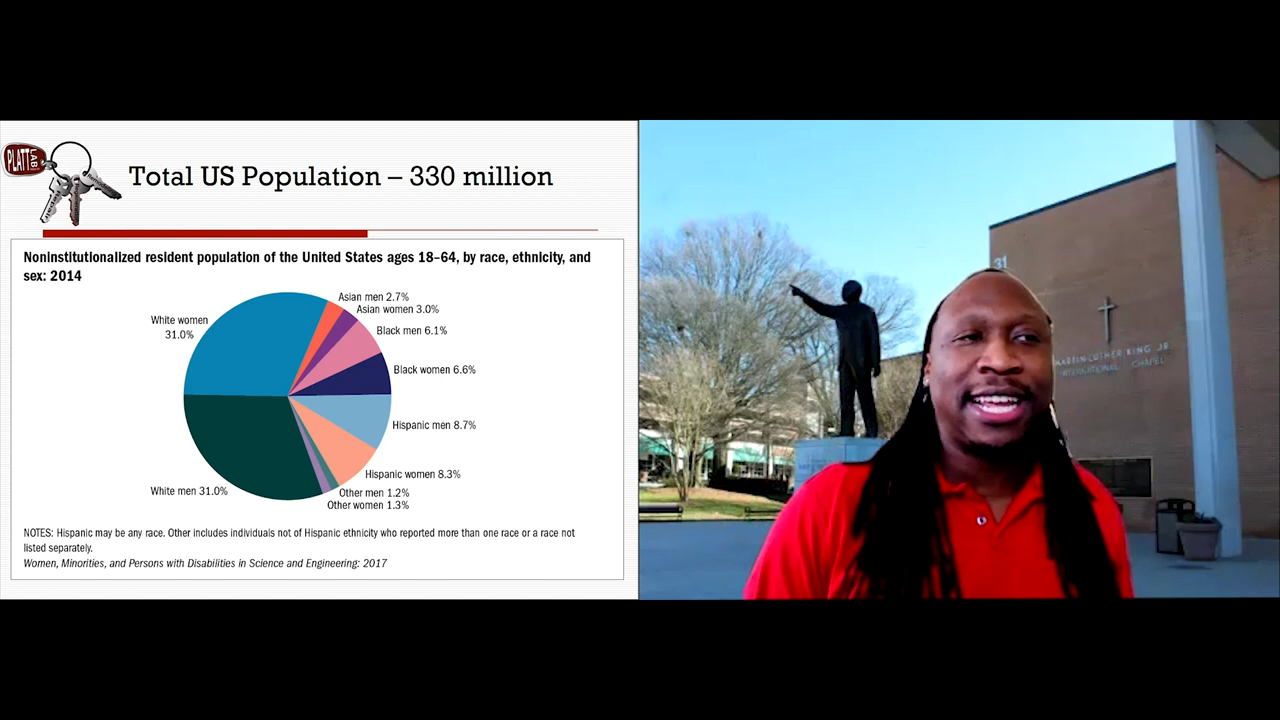 PLATT
LAB
Total US Population – 330 million
Noninstitutionalized resident population of the United States ages 18–64, by race, ethnicity, and
sex: 2014
Asian men 2.7%
Asian women 3.0%
White women
31.0%
Black men 6.1%
Black women 6.6%
Hispanic men 8.7%
Hispanic women 8.3%
White men 31.0%
Other men 1.2%
Other women 1.3%
NOTES: Hispanic may be any race. Other includes individuals not of Hispanic ethnicity who reported more than one race or a race not
listed separately.
Women, Minorities, and Persons with Disabilities in Science and Engineering: 2017
31
MARTIN LUTHER KING JR
INTERNATIONAL CHAPEL